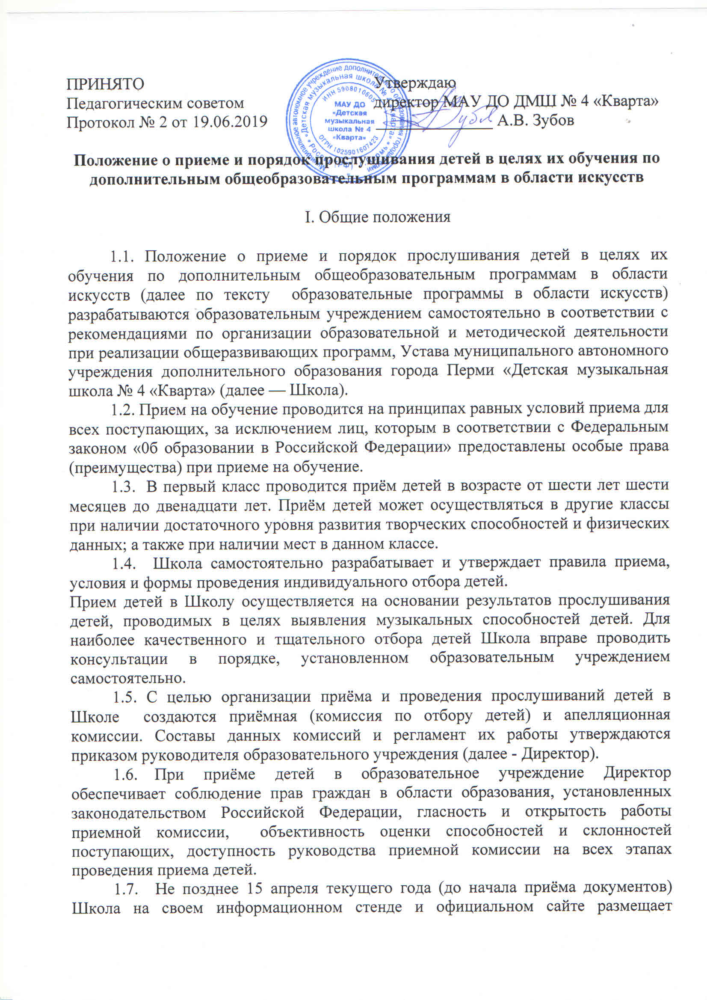 ПРИНЯТО
Педагогическим советом
Протокол № 2 от 19.06.2019
Утверждаю
директор МАУ ДО ДМШ № 4 «Кварта»
А.В. Зубов
Муниципальное автономное учреждение дополнительного образования города Перми
«Детская музыкальная школа № 4 «Кварта»
ИНН 5908010605
МАУ ДО
«Детская
музыкальная
школа № 4
«Кварта»
ОГРН 1025901607423
Положение о приеме и порядок прослушивания детей в целях их обучения по
дополнительным общеобразовательным программам в области искусств
I. Общие положения
1.1. Положение о приеме и порядок прослушивания детей в целях их
обучения по дополнительным общеобразовательным программам в области
искусств (далее по тексту образовательные программы в области искусств)
разрабатываются образовательным учреждением самостоятельно в соответствии с
рекомендациями по организации образовательной и методической деятельности
при реализации общеразвивающих программ, Устава муниципального автономного
учреждения дополнительного образования города Перми «Детская музыкальная
школа № 4 «Кварта» (далее — Школа).
1.2. Прием на обучение проводится на принципах равных условий приема для
всех поступающих, за исключением лиц, которым в соответствии с Федеральным
законом «0б образовании в Российской Федерации» предоставлены особые права
(преимущества) при приеме на обучение.
1.3. В первый класс проводится приём детей в возрасте от шести лет шести
месяцев до двенадцати лет. Приём детей может осуществляться в другие классы
при наличии достаточного уровня развития творческих способностей и физических
данных; а также при наличии мест в данном классе.
1.4. Школа самостоятельно разрабатывает и утверждает правила приема,
условия и формы проведения индивидуального отбора детей.
Прием детей в Школу осуществляется на основании результатов прослушивания
детей, проводимых в целях выявления музыкальных способностей детей. Для
наиболее качественного и тщательного отбора детей Школа вправе проводить
консультации в порядке, установленном образовательным учреждением
самостоятельно.
1.5. С целью организации приёма и проведения прослушиваний детей в
Школе создаются приёмная (комиссия по отбору детей) и апелляционная
комиссии. Составы данных комиссий и регламент их работы утверждаются
приказом руководителя образовательного учреждения (далее - Директор).
1.6. При приёме детей в образовательное учреждение Директор
обеспечивает соблюдение прав граждан в области образования, установленных
законодательством Российской Федерации, гласность и открытость работы
приемной комиссии, объективность оценки способностей и склонностей
поступающих, доступность руководства приемной комиссии на всех этапах
проведения приема детей.
1.7. Не позднее 15 апреля текущего года (до начала приёма документов)
Школа на своем информационном стенде и официальном сайте размещает